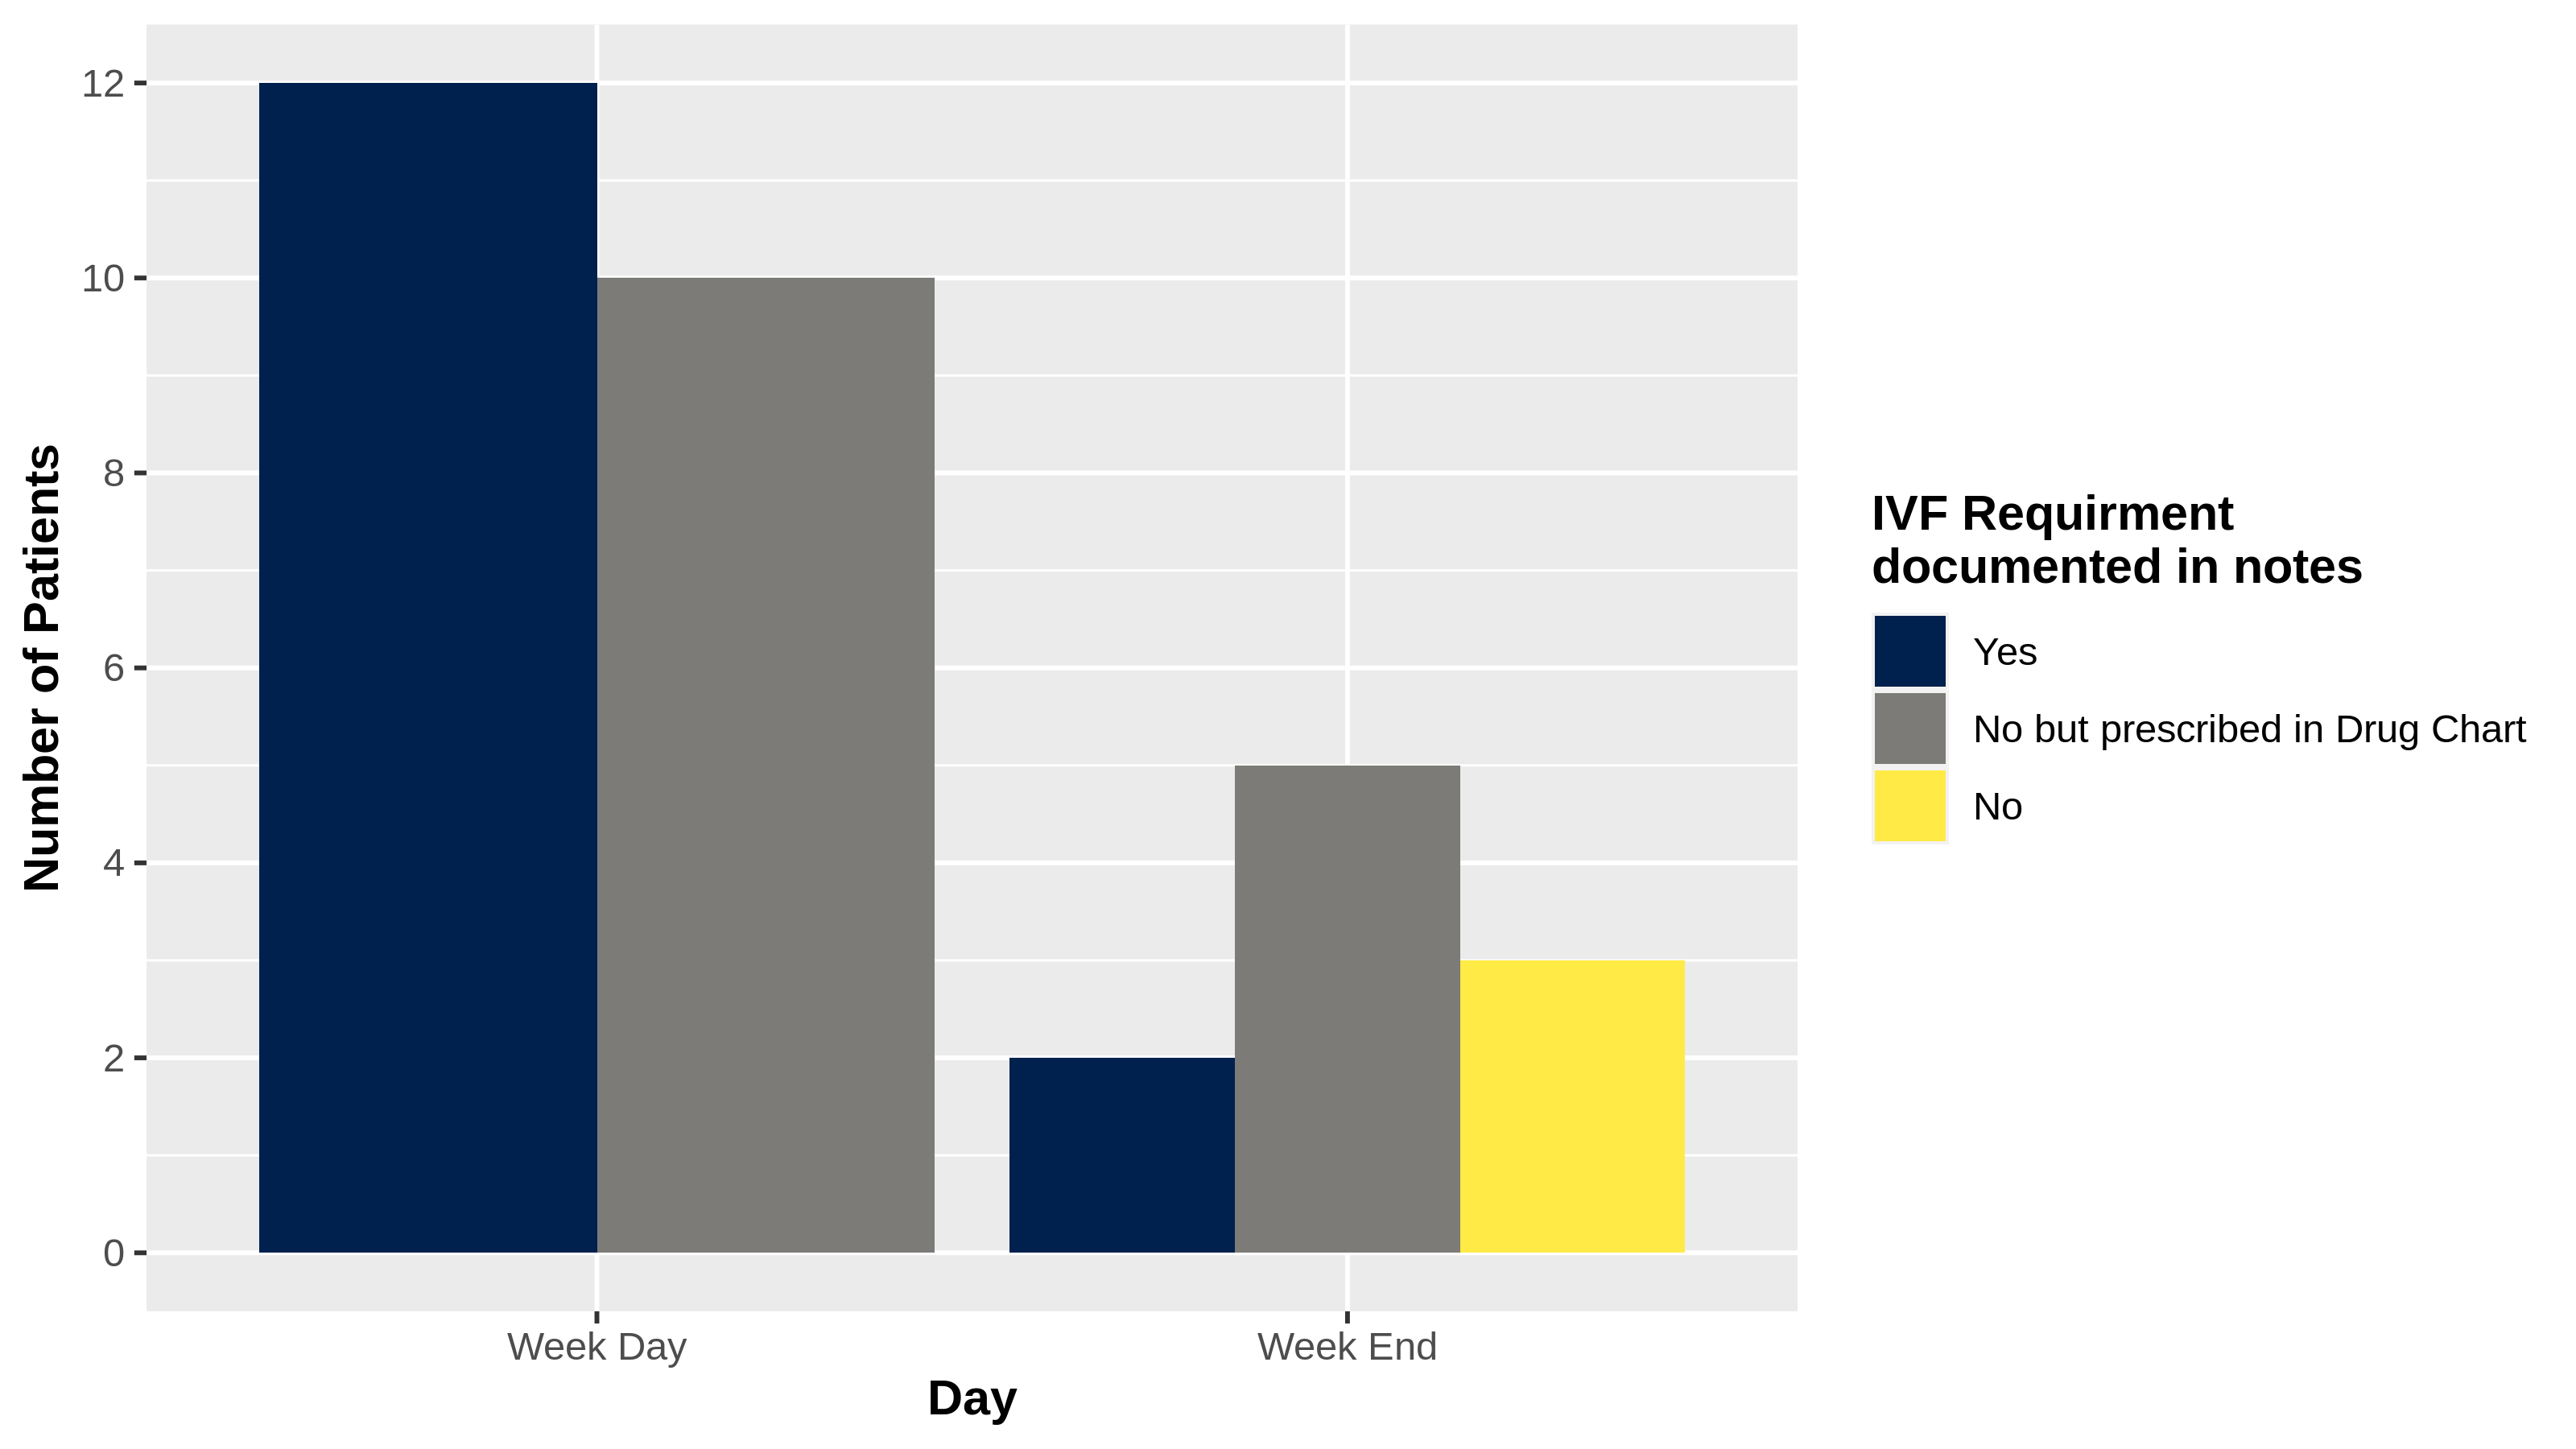 12
10
8
6
4
2
0
Number of Patients
Week Day
Week End
Day
IVF Requirment
documented in notes
Yes
No but prescribed in Drug Chart
No